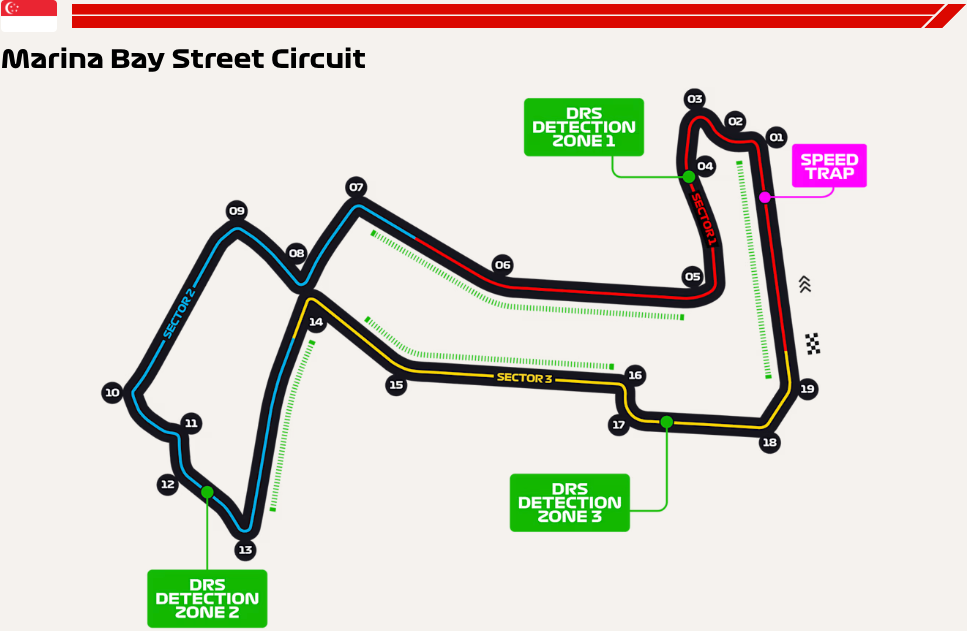 Marina Bay Street Circuit
DRS
DETECTION
ZONE 1
03
02
01
SPEED
TRAP
04
SECTOR 1
07
09
08
06
05
SECTOR 2
14
10
15
SECTOR 3
16
19
11
17
18
12
DRS
DETECTION
ZONE 3
13
DRS
DETECTION
ZONE 2